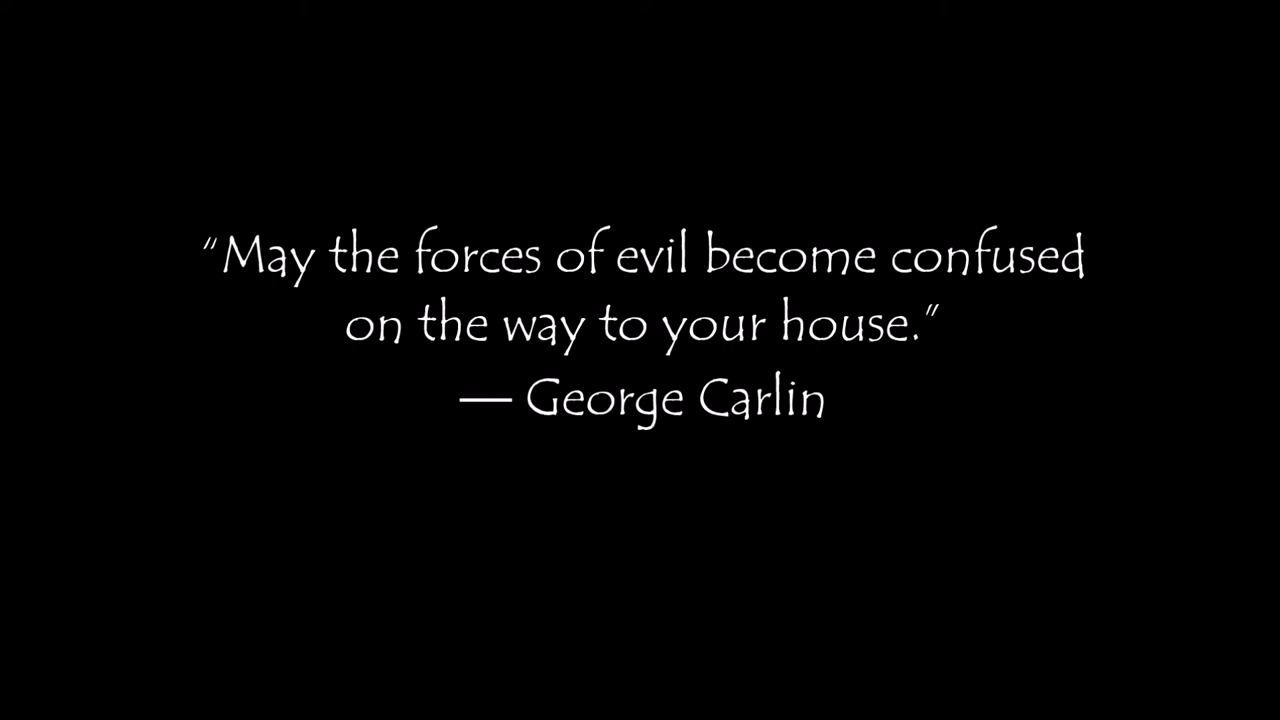 “May the forces of evil become confused
on the way to your house.”
— George Carlin